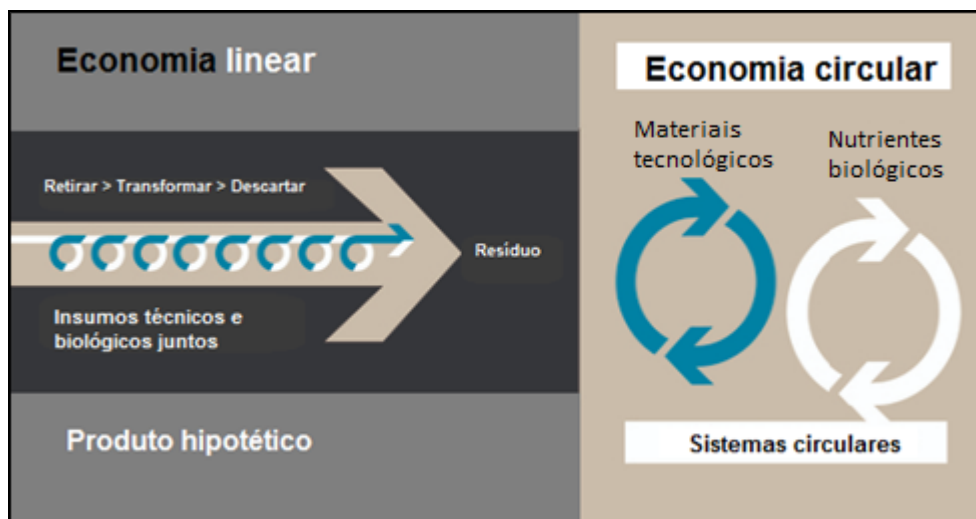 Economia linear
Retirar > Transformar > Descartar
Resíduo
Insumos técnicos e
biológicos juntos
Produto hipotético
Economia circular
Materiais
tecnológicos
Nutrientes
biológicos
Sistemas circulares